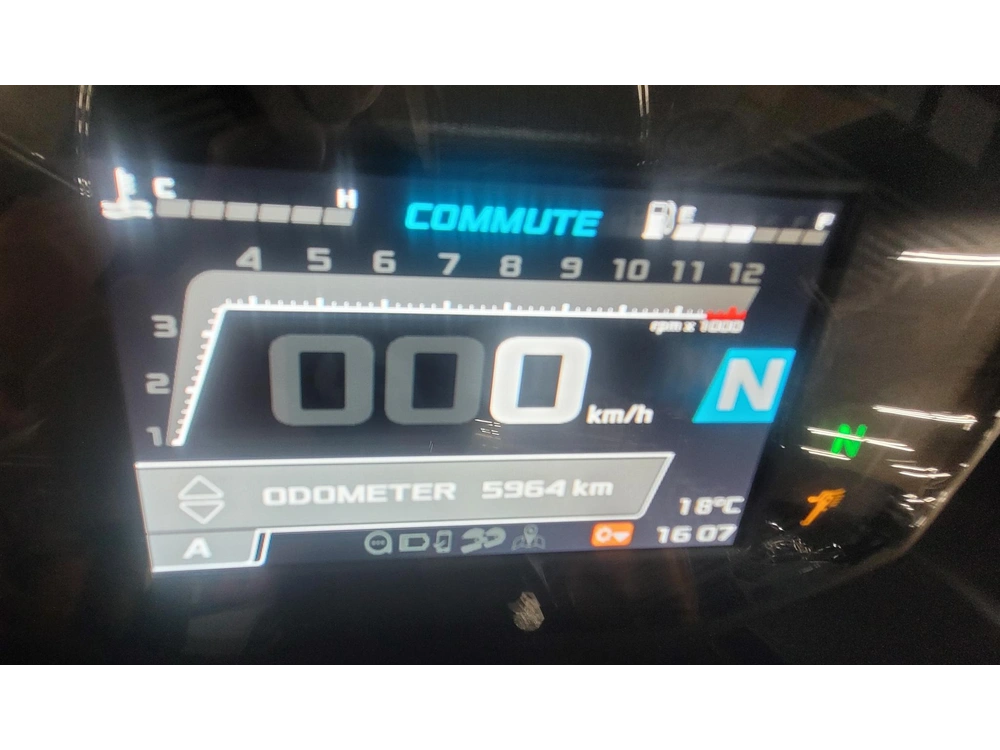 C H
COMMUTE
E F
4 5 6 7 8 9 10 11 12
rpm x 1000
3
2
1
000 km/h
N
N
ODOMETER 5964 km
18°C
A
16 07